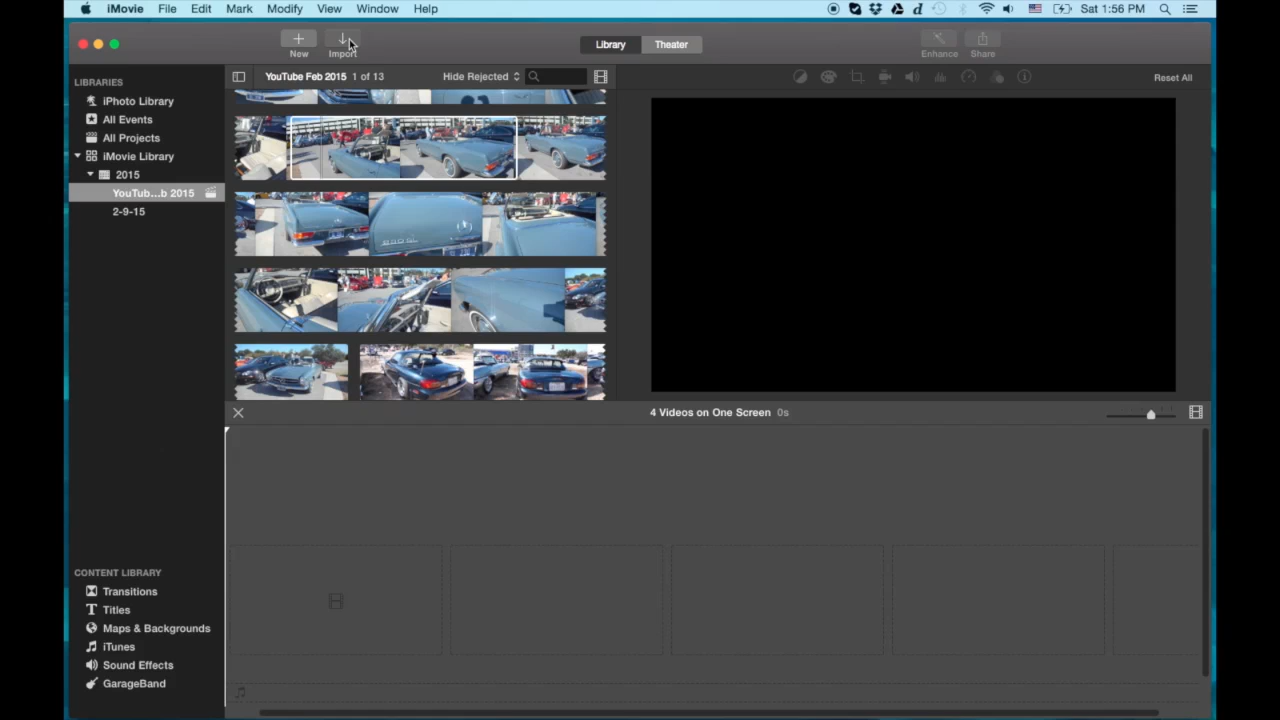 iMovie File Edit Mark Modify View Window Help Sat 1:56 PM
New Import Library Theater Enhance Share
LIBRARIES
iPhoto Library
All Events
All Projects
iMovie Library
2015
YouTub...b 2015
2-9-15
YouTube Feb 2015 1 of 13 Hide Rejected
Reset All
4 Videos on One Screen 0s
CONTENT LIBRARY
Transitions
Titles
Maps & Backgrounds
iTunes
Sound Effects
GarageBand